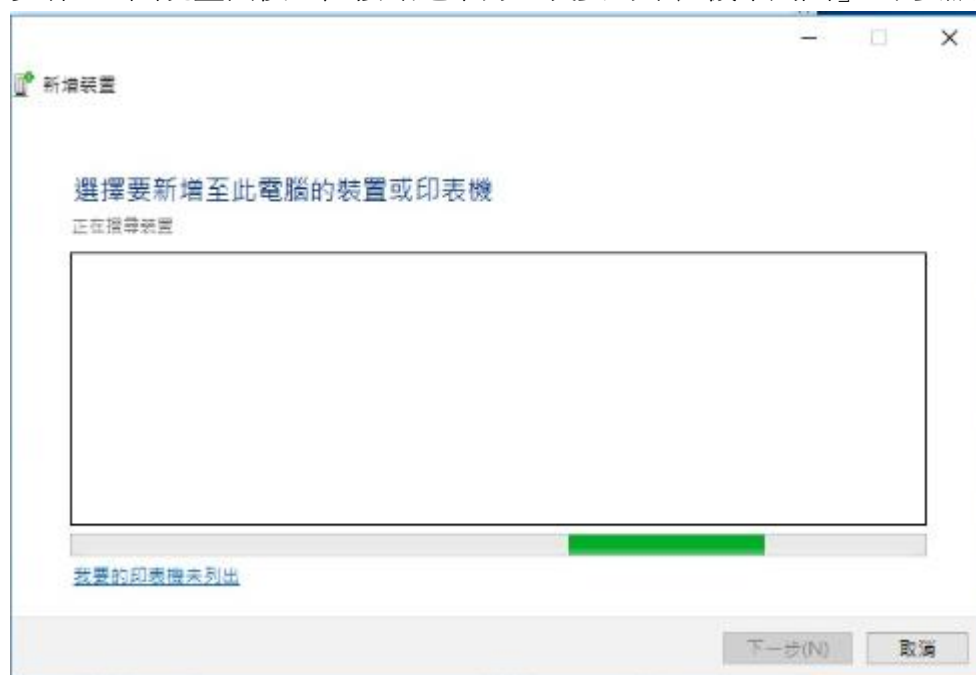 新增裝置
選擇要新增至此電腦的裝置或印表機
正在搜尋裝置
我要的印表機未列出
下一步(N)
取消